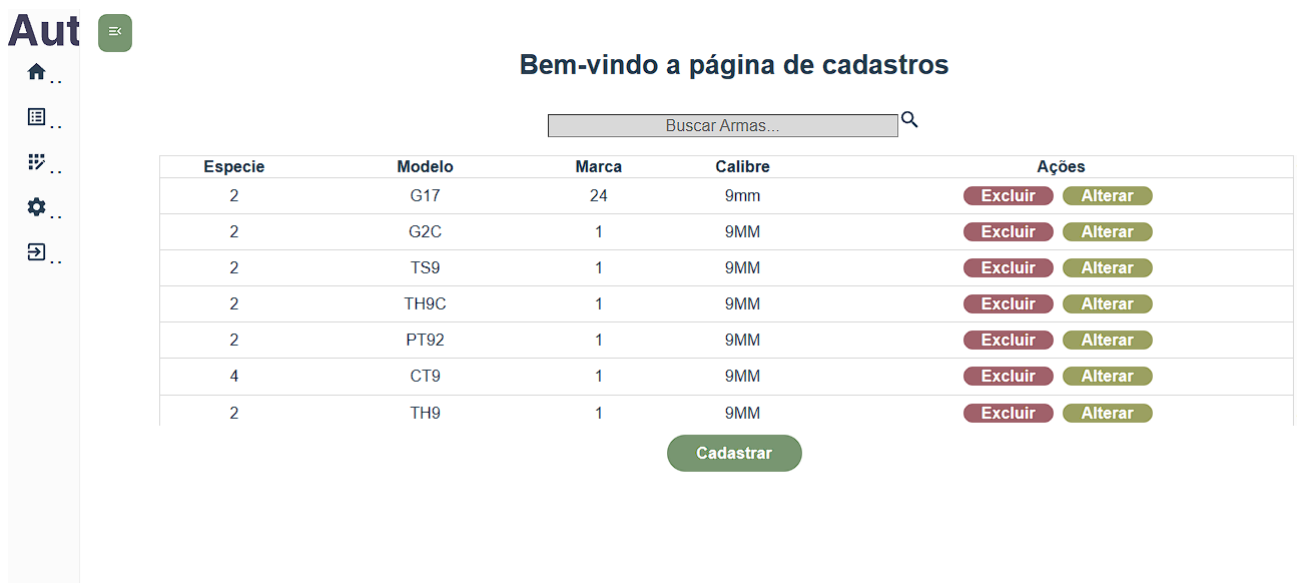 Aut
..
..
..
..
..
Bem-vindo a página de cadastros
Buscar Armas...
Especie Modelo Marca Calibre Ações
2 G17 24 9mm Excluir Alterar
2 G2C 1 9MM Excluir Alterar
2 TS9 1 9MM Excluir Alterar
2 TH9C 1 9MM Excluir Alterar
2 PT92 1 9MM Excluir Alterar
4 CT9 1 9MM Excluir Alterar
2 TH9 1 9MM Excluir Alterar
Cadastrar